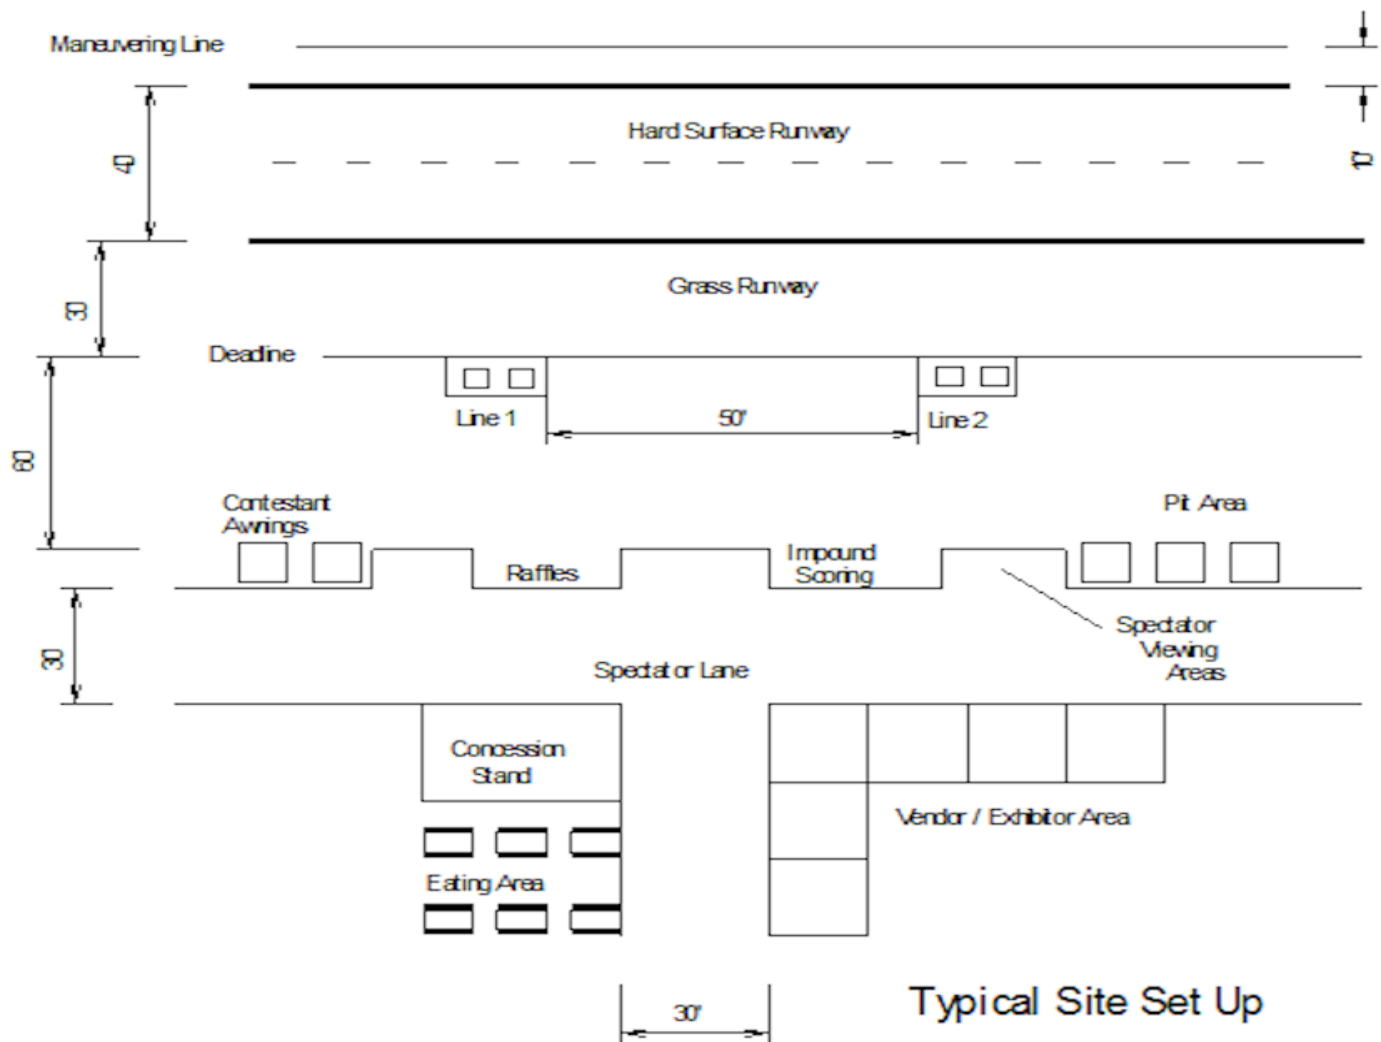 Maneuvering Line
Hard Surface Runway
40
10'
Grass Runway
30
Deadline
Line 1
50'
Line 2
60
Contestant
Awnings
Pit Area
Raffles
Impound
Scoring
Spectator
Viewing
Areas
30
Spectator Lane
Concession
Stand
Vendor / Exhibitor Area
Eating Area
Typical Site Set Up
30'